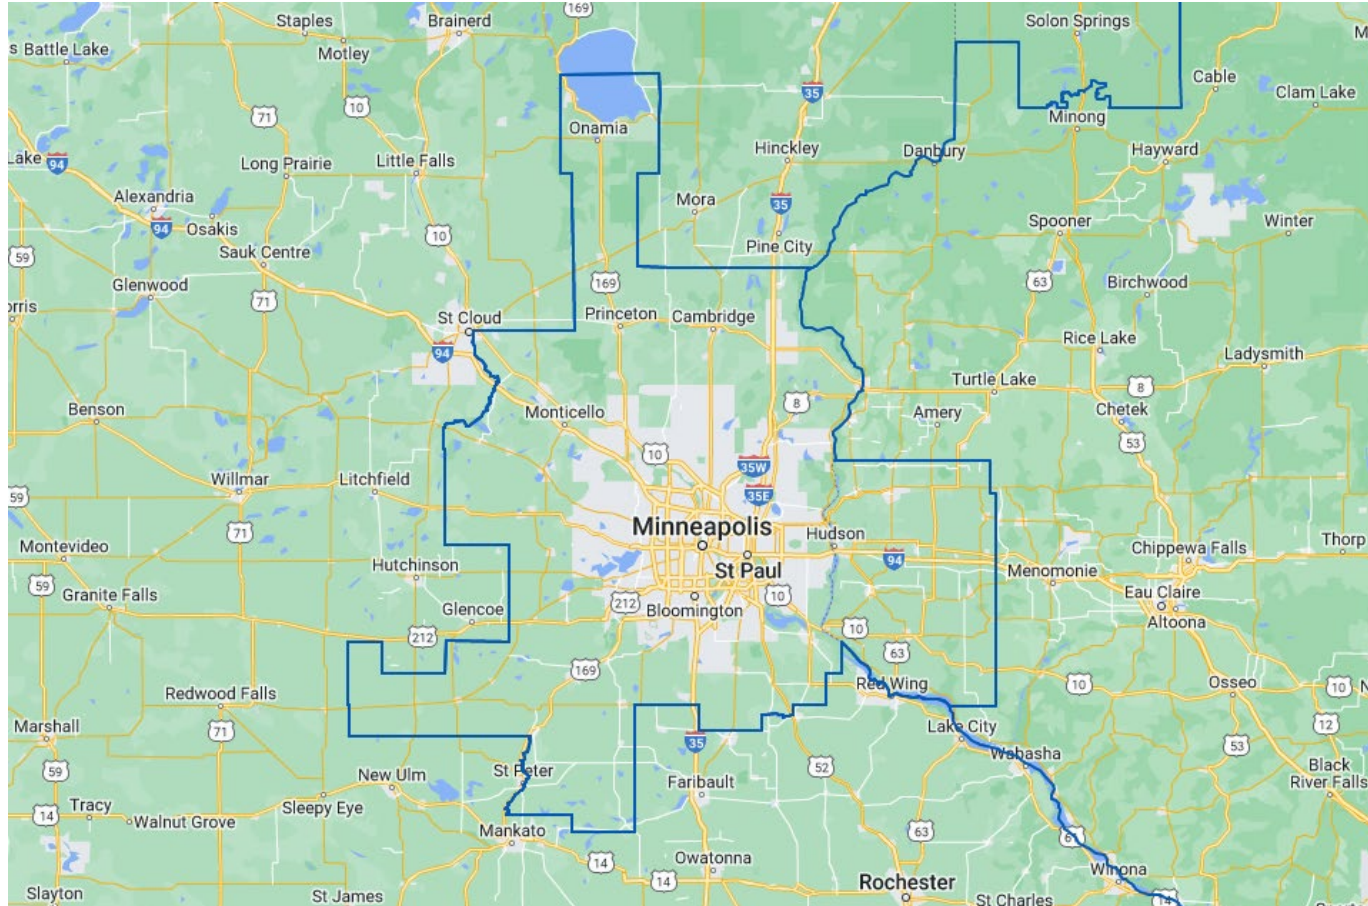 169
Solon Springs
Staples
Brainerd
M
s Battle Lake
Motley
Cable
35
Clam Lake
10
71
Onamia
Minong
Lake
94
Long Prairie
Little Falls
Hinckley
Danbury
Hayward
Alexandria
Mora
35
94
Osakis
Spooner
Winter
10
Pine City
59
Sauk Centre
Glenwood
169
63
Birchwood
71
orris
St Cloud
Princeton
Cambridge
Rice Lake
94
Ladysmith
Turtle Lake
8
Benson
Monticello
8
Amery
Chetek
53
10
35W
Willmar
Litchfield
35E
59
Minneapolis
71
Hudson
Montevideo
Chippewa Falls
Thorp
St Paul
94
Hutchinson
Menomonie
59
Granite Falls
Eau Claire
Glencoe
212
Bloomington
10
Altoona
212
10
63
169
Redwood Falls
Red Wing
10
Osseo
10
N
Marshall
71
Lake City
12
35
53
Wabasha
59
New Ulm
St Peter
52
Black
Faribault
River Falls
Tracy
Sleepy Eye
14
Walnut Grove
Mankato
63
61
14
Owatonna
Winona
14
Rochester
Slayton
St James
St Charles
14